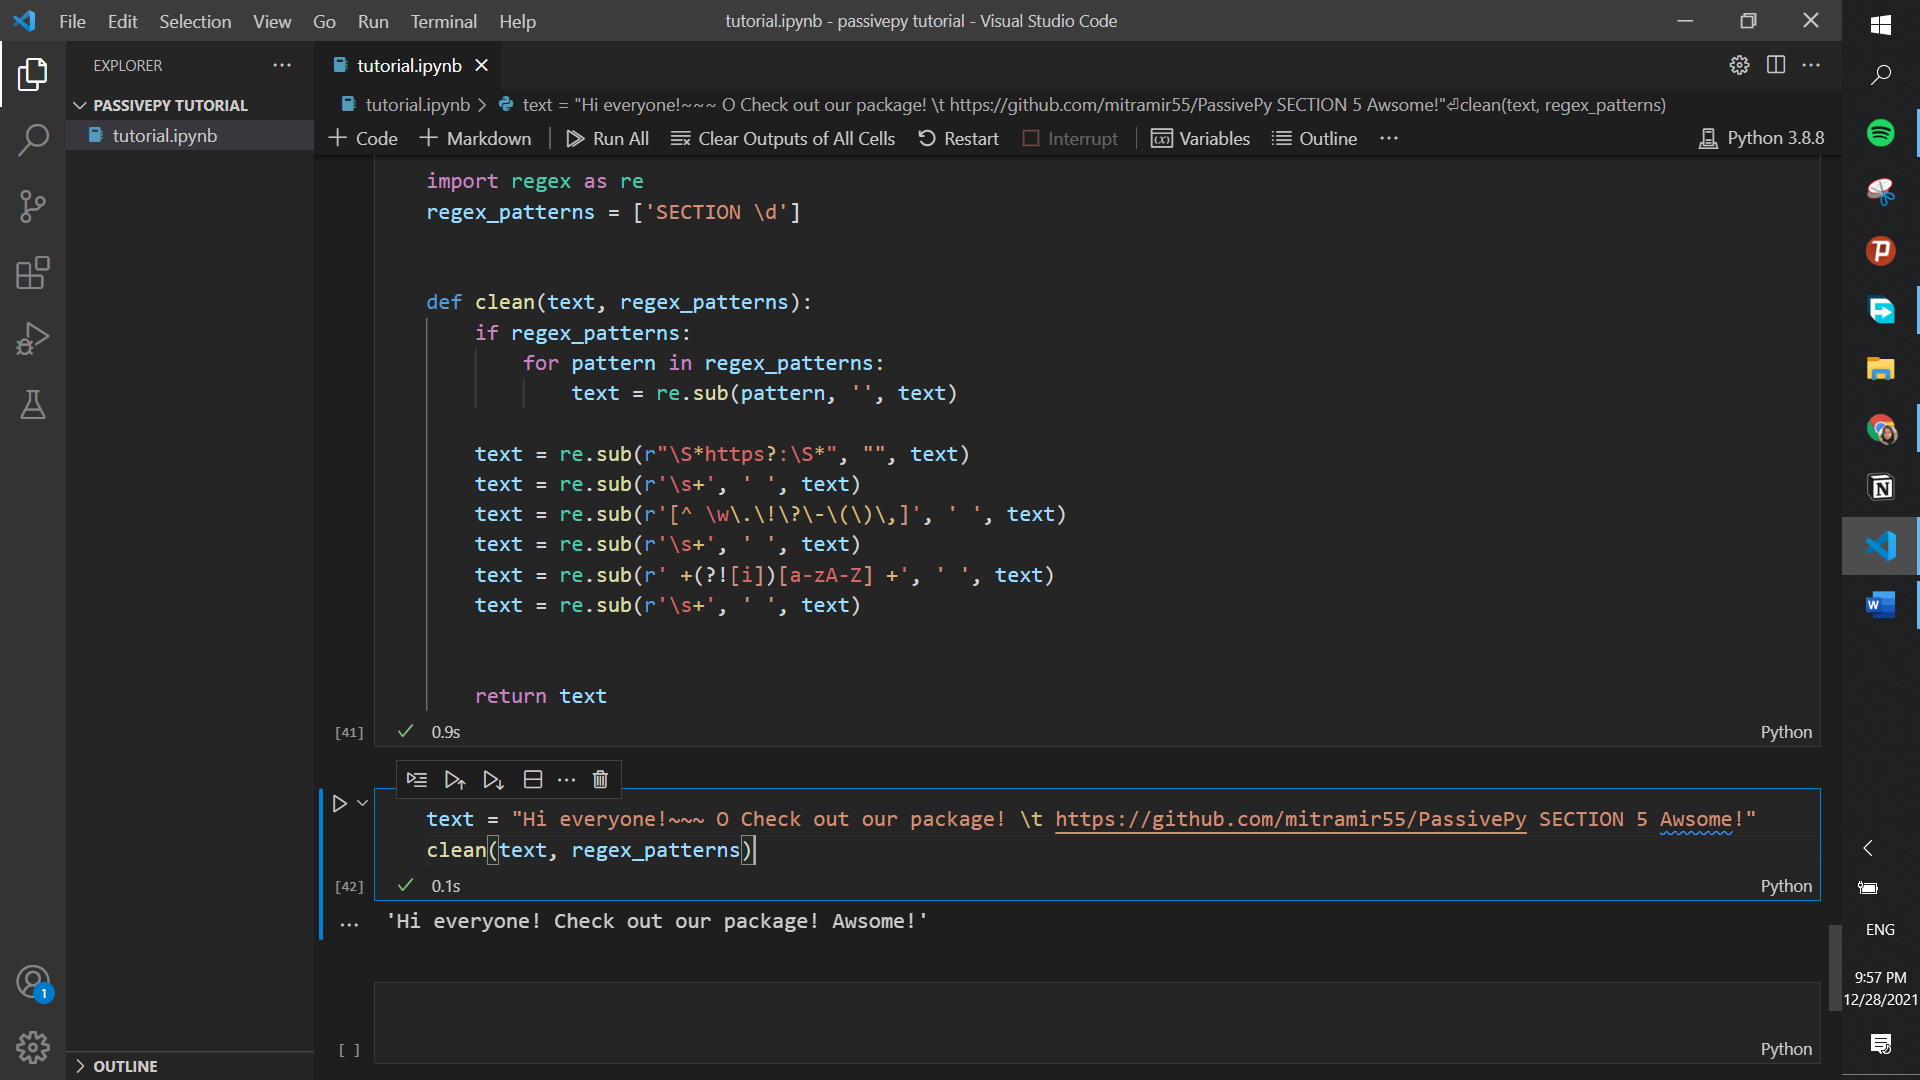 File Edit Selection View Go Run Terminal Help
tutorial.ipynb - passivepy tutorial - Visual Studio Code
EXPLORER
PASSIVEPY TUTORIAL
tutorial.ipynb
OUTLINE
1
tutorial.ipynb
tutorial.ipynb > text = "Hi everyone!~~~ O Check out our package! \t https://github.com/mitramir55/PassivePy SECTION 5 Awsome!"⏎clean(text, regex_patterns)
+ Code + Markdown Run All Clear Outputs of All Cells Restart Interrupt Variables Outline ... Python 3.8.8
import regex as re
regex_patterns = ['SECTION \d']
def clean(text, regex_patterns):
if regex_patterns:
for pattern in regex_patterns:
text = re.sub(pattern, '', text)
text = re.sub(r"\S*https?:\S*", "", text)
text = re.sub(r'\s+', ' ', text)
text = re.sub(r'[^ \w\.\!\?\-\(\)\,]', ' ', text)
text = re.sub(r'\s+', ' ', text)
text = re.sub(r' +(?![i])[a-zA-Z] +', ' ', text)
text = re.sub(r'\s+', ' ', text)
return text
[41] ✓ 0.9s Python
text = "Hi everyone!~~~ O Check out our package! \t https://github.com/mitramir55/PassivePy SECTION 5 Awsome!"
clean(text, regex_patterns)
[42] ✓ 0.1s Python
'Hi everyone! Check out our package! Awsome!'
[ ] Python
ENG
9:57 PM
12/28/2021